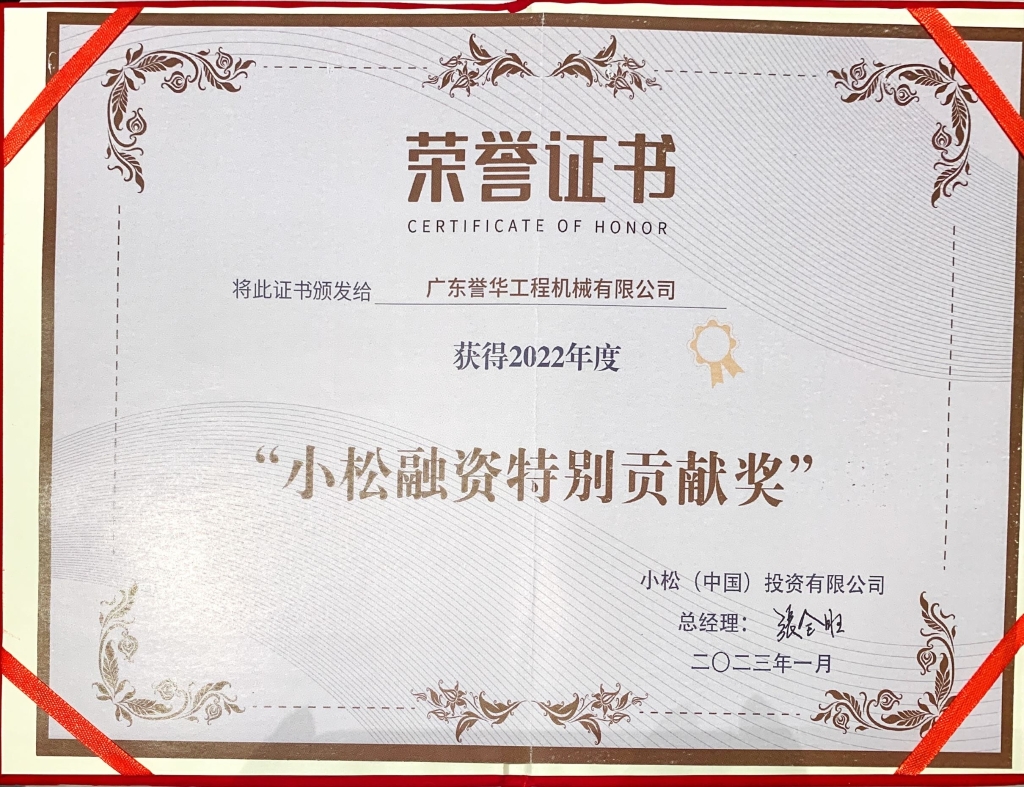 荣誉证书
CERTIFICATE OF HONOR
将此证书颁发给 广东誉华工程机械有限公司
获得2022年度
“小松融资特别贡献奖”
小松（中国）投资有限公司
总经理： 張全旺
二〇二三年一月